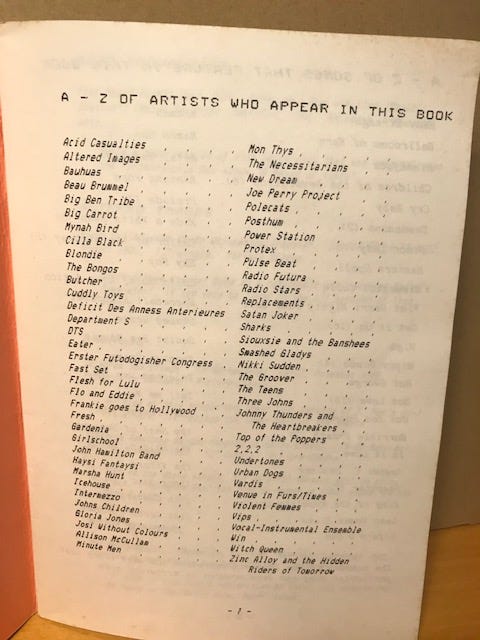 A - Z OF ARTISTS WHO APPEAR IN THIS BOOK
Acid Casualties
Altered Images
Bauhuas
Beau Brummel
Big Ben Tribe
Big Carrot
Mynah Bird
Cilla Black
Blondie
The Bongos
Butcher
Cuddly Toys
Deficit Des Anness Anterieures
Department S
DTS
Eater
Erster Futodogisher Congress
Fast Set
Flesh for Lulu
Flo and Eddie
Frankie goes to Hollywood
Fresh
Gardenia
Girlschool
John Hamilton Band
Haysi Fantaysi
Marsha Hunt
Icehouse
Intermezzo
Johns Children
Gloria Jones
Josi Without Colours
Allison McCullam
Minute Men
Mon Thys
The Necessitarians
New Dream
Joe Perry Project
Polecats
Posthum
Power Station
Protex
Pulse Beat
Radio Futura
Radio Stars
Replacements
Satan Joker
Sharks
Siouxsie and the Banshees
Smashed Gladys
Nikki Sudden
The Groover
The Teens
Three Johns
Johnny Thunders and
The Heartbreakers
Top of the Poppers
2,2,2
Undertones
Urban Dogs
Vardis
Venue in Furs/Times
Violent Femmes
Vips
Vocal-Instrumental Ensemble
Win
Witch Queen
Zinc Alloy and the Hidden
Riders of Tomorrow
- 1 -